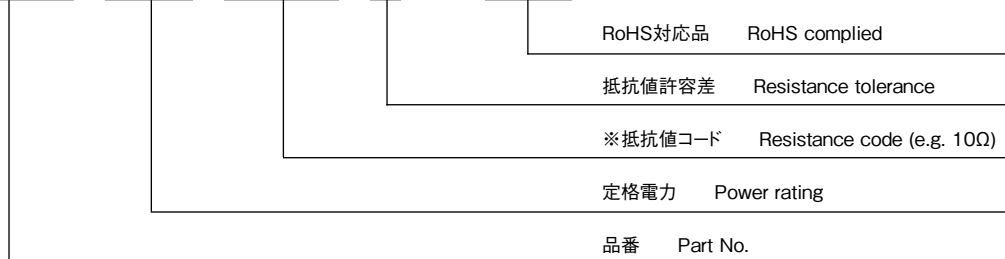 RoHS対応品 RoHS complied
抵抗値許容差 Resistance tolerance
※抵抗値コード Resistance code (e.g. 10Ω)
定格電力 Power rating
品番 Part No.